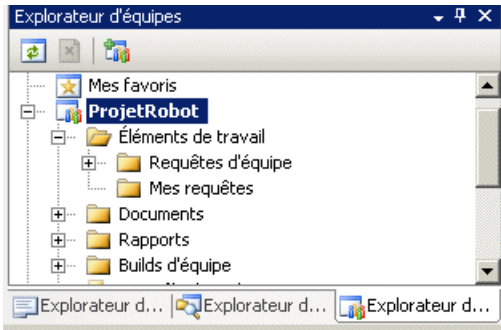 Explorateur d'équipes
Mes favoris
ProjetRobot
Éléments de travail
Requêtes d'équipe
Mes requêtes
Documents
Rapports
Builds d'équipe
Explorateur d... Explorateur d... Explorateur d...